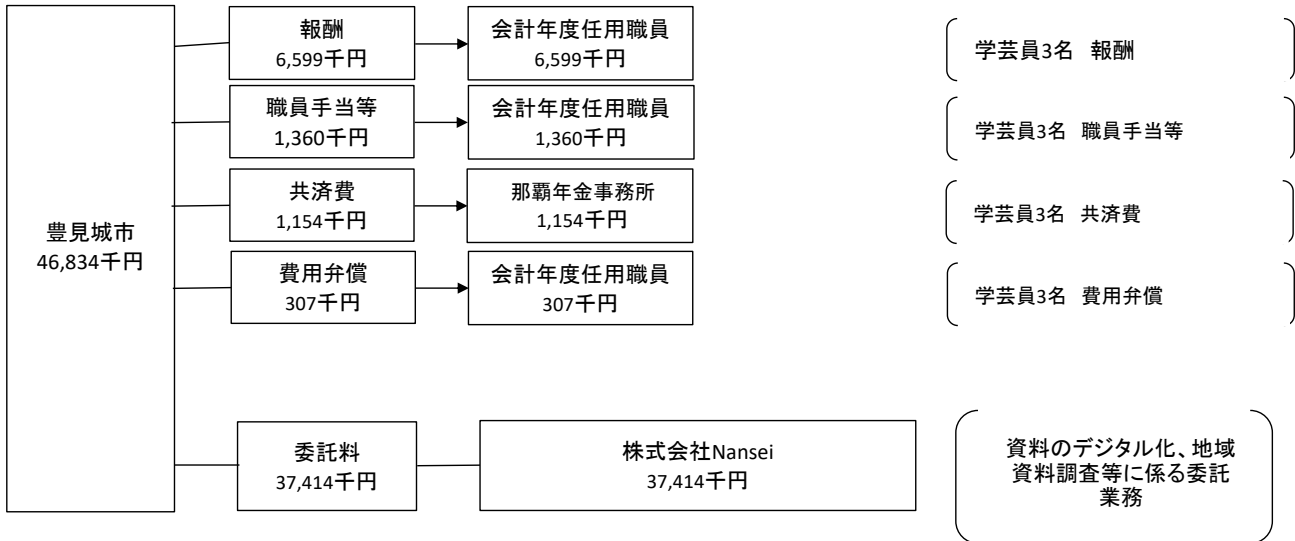 豊見城市
46,834千円
報酬
6,599千円
会計年度任用職員
6,599千円
学芸員3名 報酬
職員手当等
1,360千円
会計年度任用職員
1,360千円
学芸員3名 職員手当等
共済費
1,154千円
那覇年金事務所
1,154千円
学芸員3名 共済費
費用弁償
307千円
会計年度任用職員
307千円
学芸員3名 費用弁償
委託料
37,414千円
株式会社Nansei
37,414千円
資料のデジタル化、地域
資料調査等に係る委託
業務